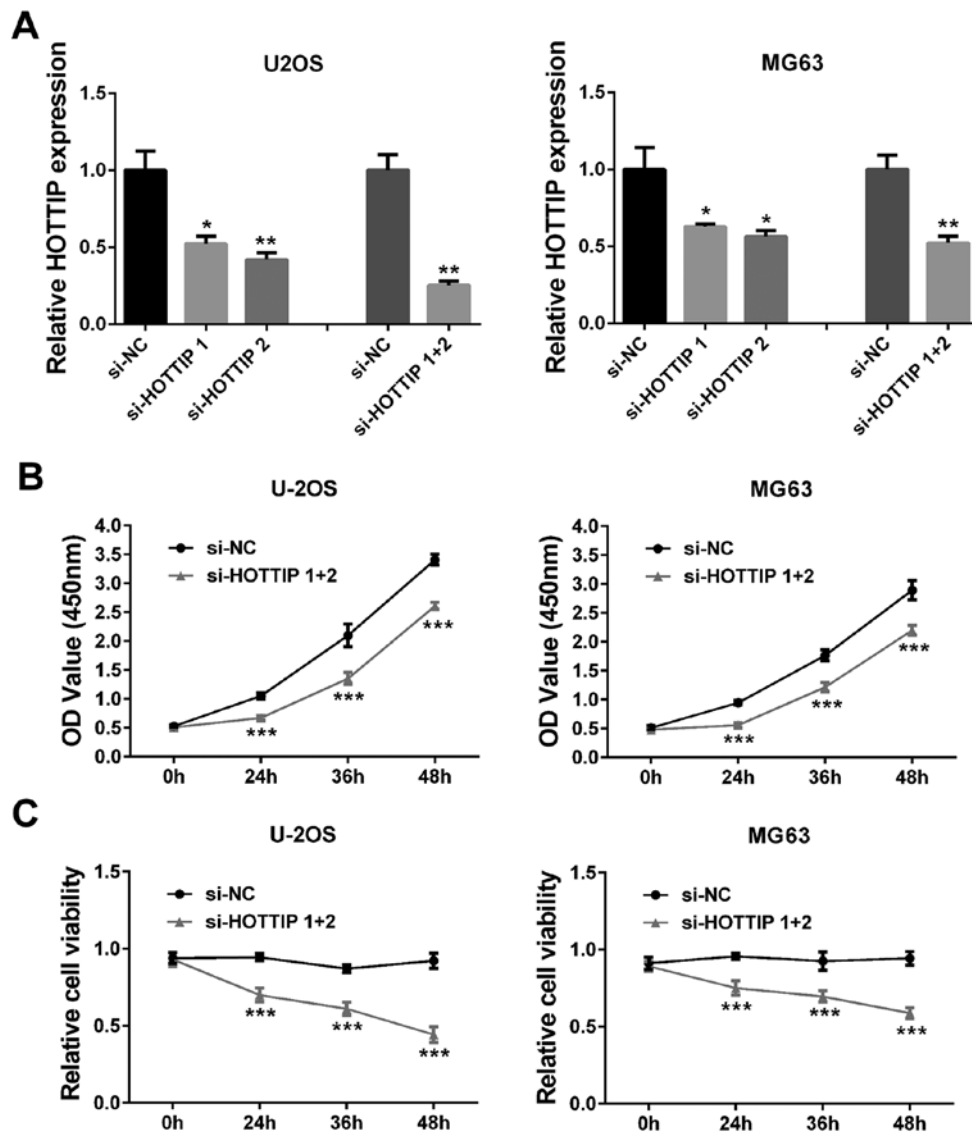 A
U2OS
MG63
Relative HOTTIP expression
1.5
1.0
0.5
0.0
*
**
**
si-NC
si-HOTTIP 1
si-HOTTIP 2
si-NC
si-HOTTIP 1+2
Relative HOTTIP expression
1.5
1.0
0.5
0.0
*
*
**
si-NC
si-HOTTIP 1
si-HOTTIP 2
si-NC
si-HOTTIP 1+2
B
U-2OS
OD Value (450nm)
4.0
3.5
3.0
2.5
2.0
1.5
1.0
0.5
0.0
si-NC
si-HOTTIP 1+2
***
***
***
0h 24h 36h 48h
MG63
OD Value (450nm)
4.0
3.5
3.0
2.5
2.0
1.5
1.0
0.5
0.0
si-NC
si-HOTTIP 1+2
***
***
***
0h 24h 36h 48h
C
U-2OS
Relative cell viability
1.5
1.0
0.5
0.0
si-NC
si-HOTTIP 1+2
***
***
***
0h 24h 36h 48h
MG63
Relative cell viability
1.5
1.0
0.5
0.0
si-NC
si-HOTTIP 1+2
***
***
***
0h 24h 36h 48h